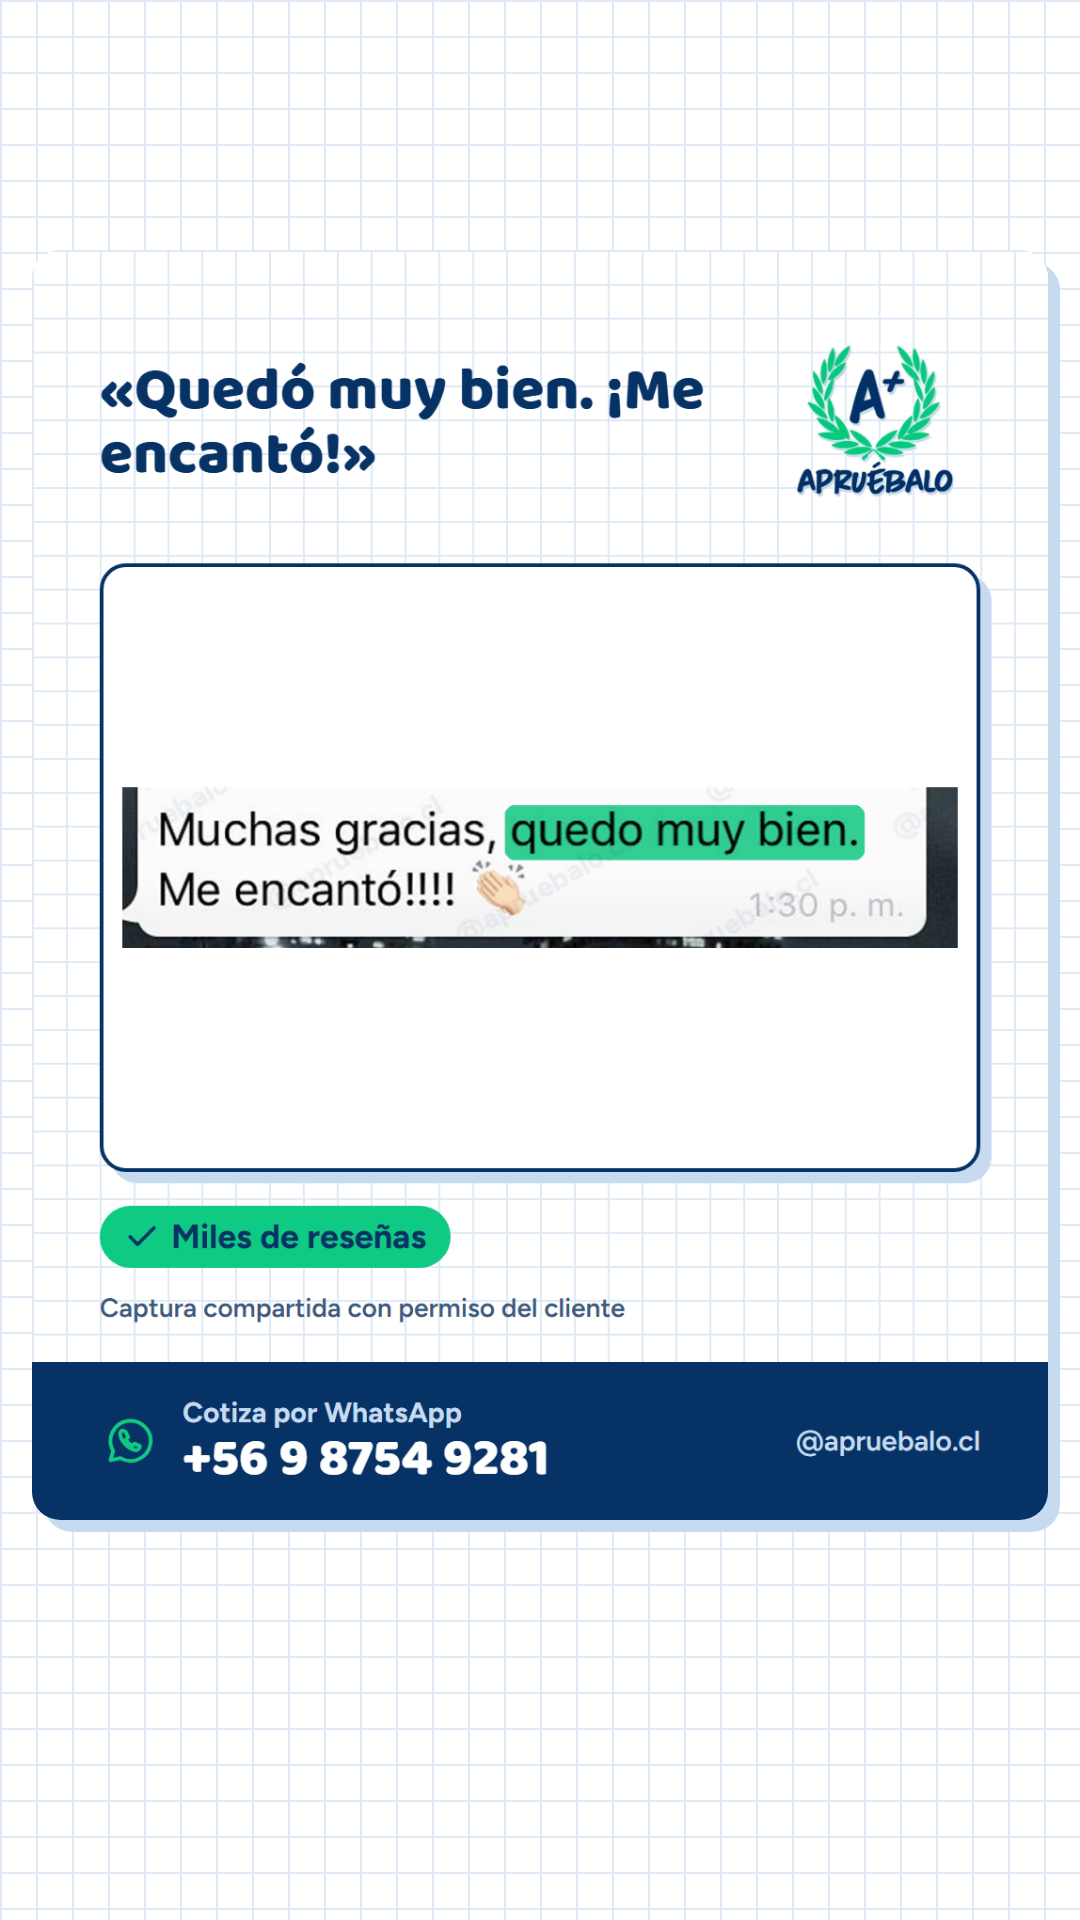 «Quedó muy bien. ¡Me
encantó!»
A+
APRUÉBALO
Muchas gracias, quedo muy bien.
Me encantó!!!! 👏🏻
1:30 p. m.
✓ Miles de reseñas
Captura compartida con permiso del cliente
Cotiza por WhatsApp
+56 9 8754 9281
@apruebalo.cl